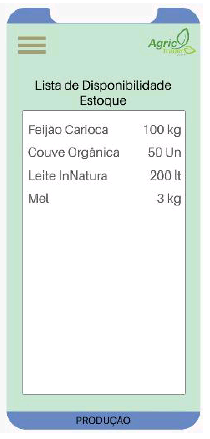 Agric
Lista de Disponibilidade
Estoque
Feijão Carioca 100 kg
Couve Orgânica 50 Un
Leite InNatura 200 lt
Mel 3 kg
PRODUÇÃO